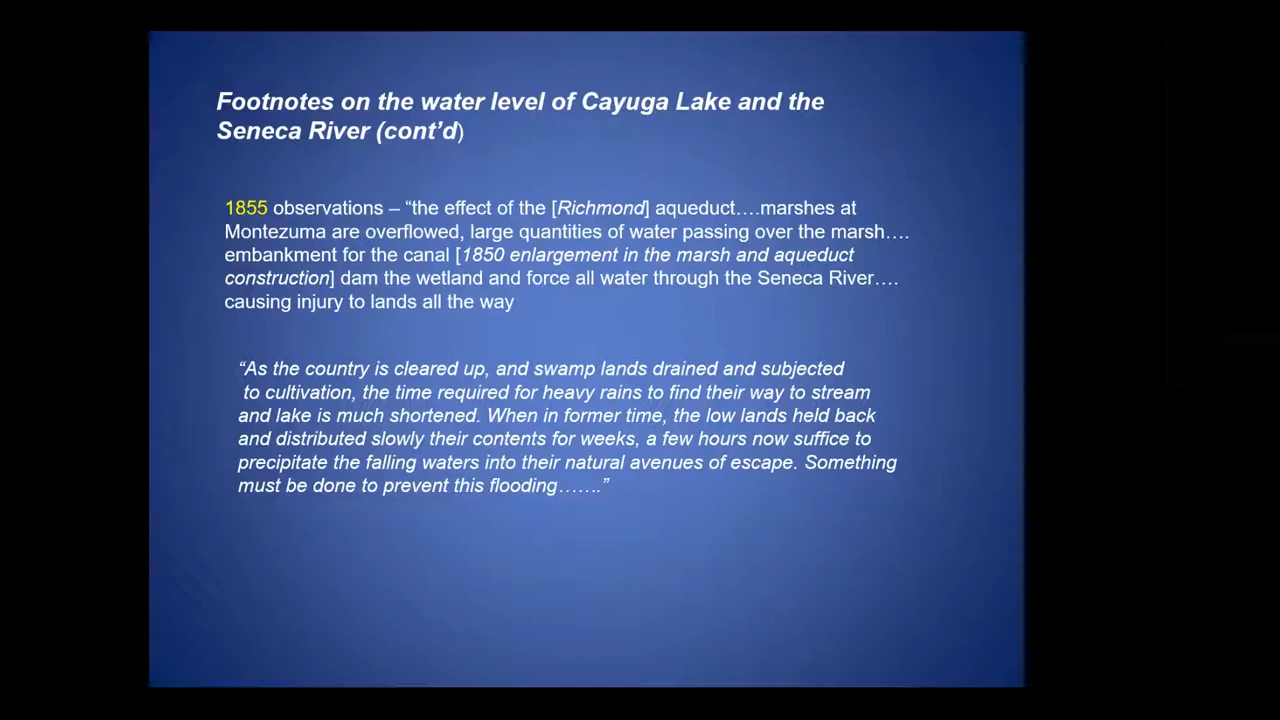 Footnotes on the water level of Cayuga Lake and the
Seneca River (cont’d)
1855 observations – “the effect of the [Richmond] aqueduct….marshes at
Montezuma are overflowed, large quantities of water passing over the marsh….
embankment for the canal [1850 enlargement in the marsh and aqueduct
construction] dam the wetland and force all water through the Seneca River….
causing injury to lands all the way
“As the country is cleared up, and swamp lands drained and subjected
to cultivation, the time required for heavy rains to find their way to stream
and lake is much shortened. When in former time, the low lands held back
and distributed slowly their contents for weeks, a few hours now suffice to
precipitate the falling waters into their natural avenues of escape. Something
must be done to prevent this flooding…….”